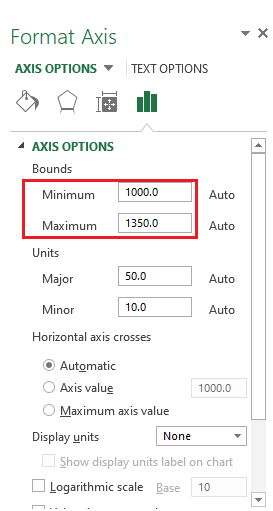 Format Axis
AXIS OPTIONS TEXT OPTIONS
AXIS OPTIONS
Bounds
Minimum 1000.0 Auto
Maximum 1350.0 Auto
Units
Major 50.0 Auto
Minor 10.0 Auto
Horizontal axis crosses
Automatic
Axis value 1000.0
Maximum axis value
Display units None
Show display units label on chart
Logarithmic scale Base 10